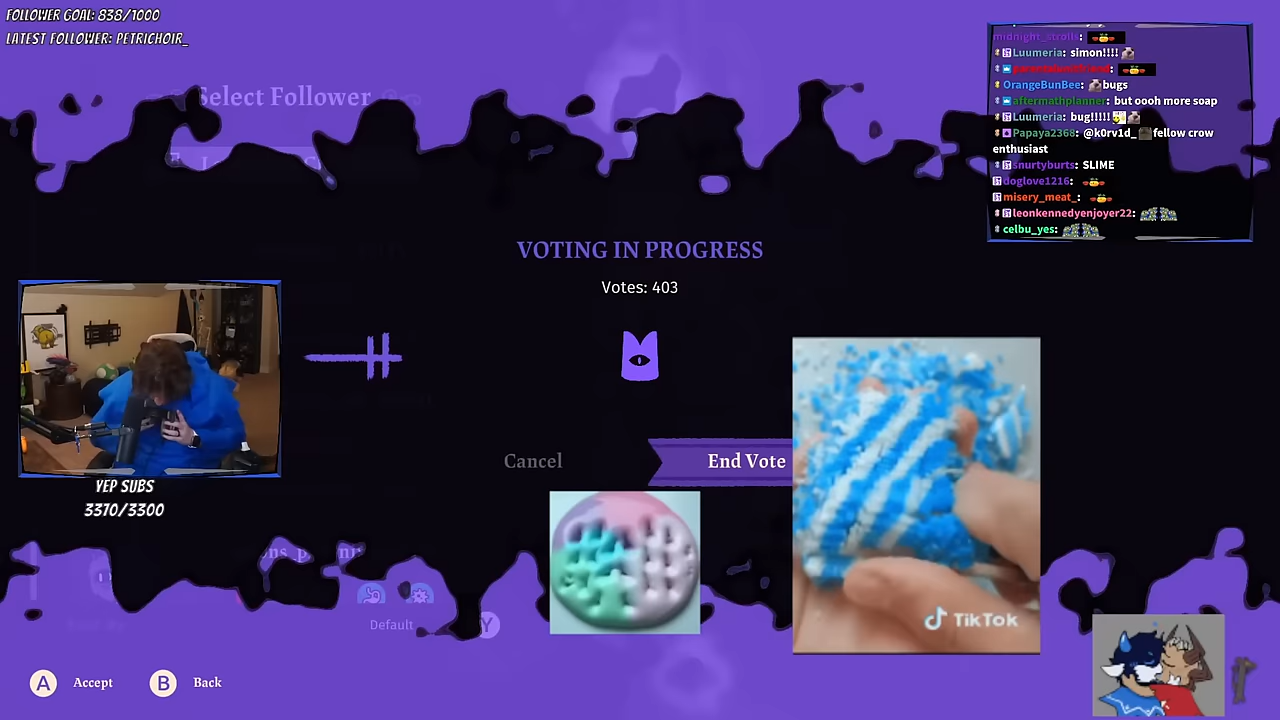 FOLLOWER GOAL: 838/1000
LATEST FOLLOWER: PETRICHOIR_
Select Follower
midnight_strolls:
Luumeria: simon!!!!
OrangeBunBee: bugs
aftermathplanner: but oooh more soap
Luumeria: bug!!!!!
Papaya2368: @k0rv1d_ fellow crow
enthusiast
snurtyburts: SLIME
doglove1216:
misery_meat_:
leonkennedyenjoyer22:
celbu_yes:
VOTING IN PROGRESS
Votes: 403
Cancel
End Vote
YEP SUBS
3370/3300
TikTok
Default
Y
A Accept
B Back